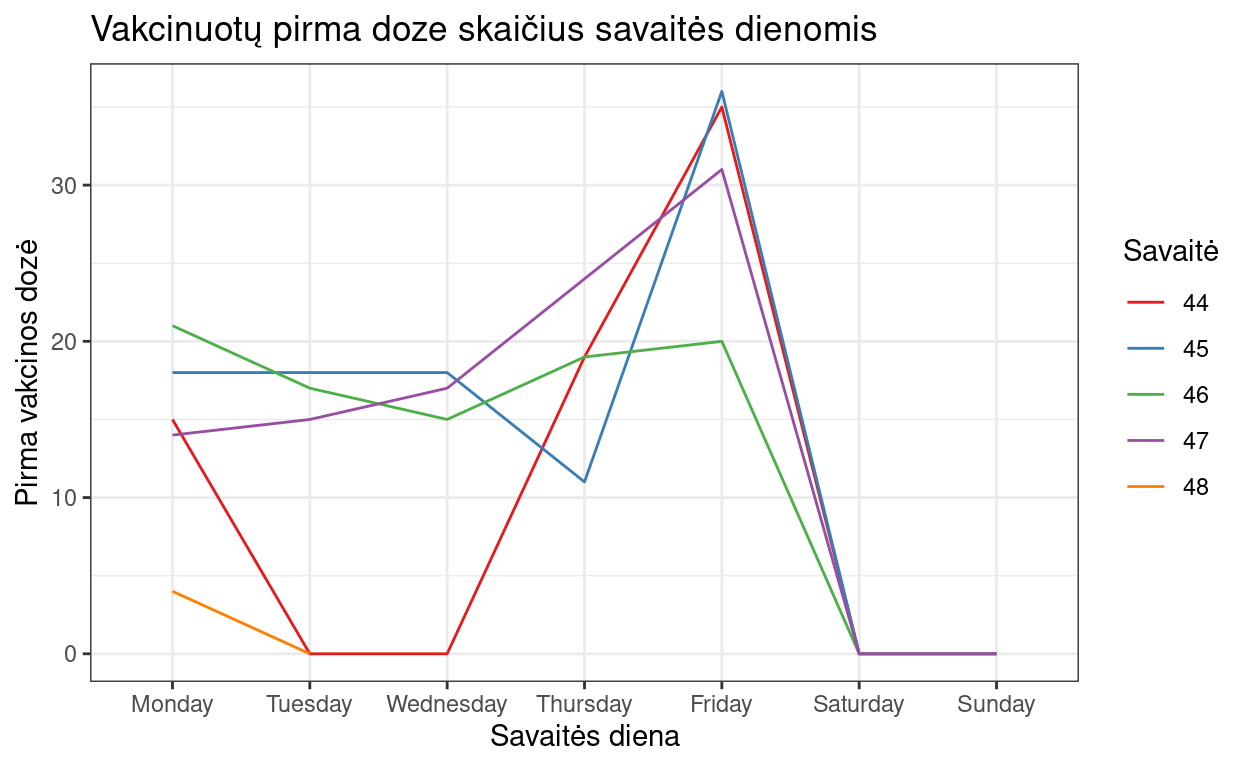 Vakcinuotų pirma doze skaičius savaitės dienomis
Pirma vakcinos dozė
30
20
10
0
Monday Tuesday Wednesday Thursday Friday Saturday Sunday
Savaitės diena
Savaitė
44
45
46
47
48